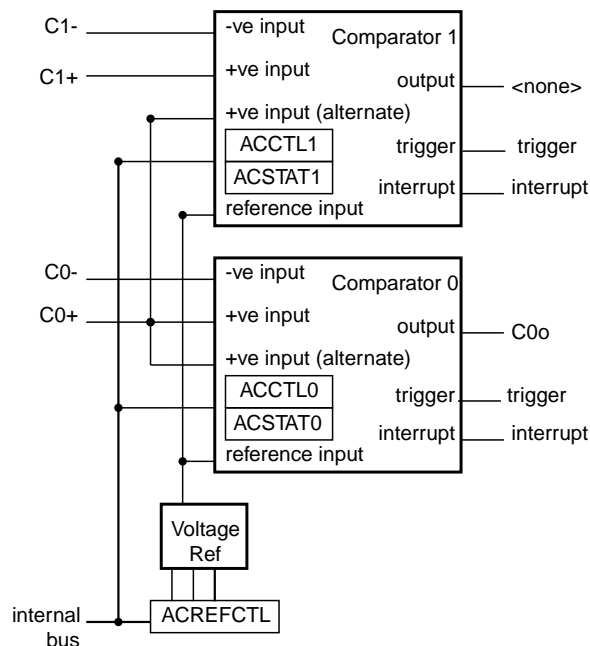 C1-
-ve input
Comparator 1
C1+
+ve input
output
<none>
+ve input (alternate)
ACCTL1
trigger
trigger
ACSTAT1
interrupt
interrupt
reference input
C0-
-ve input
Comparator 0
C0+
+ve input
output
C0o
+ve input (alternate)
ACCTL0
trigger
trigger
ACSTAT0
interrupt
interrupt
reference input
Voltage
Ref
internal
bus
ACREFCTL